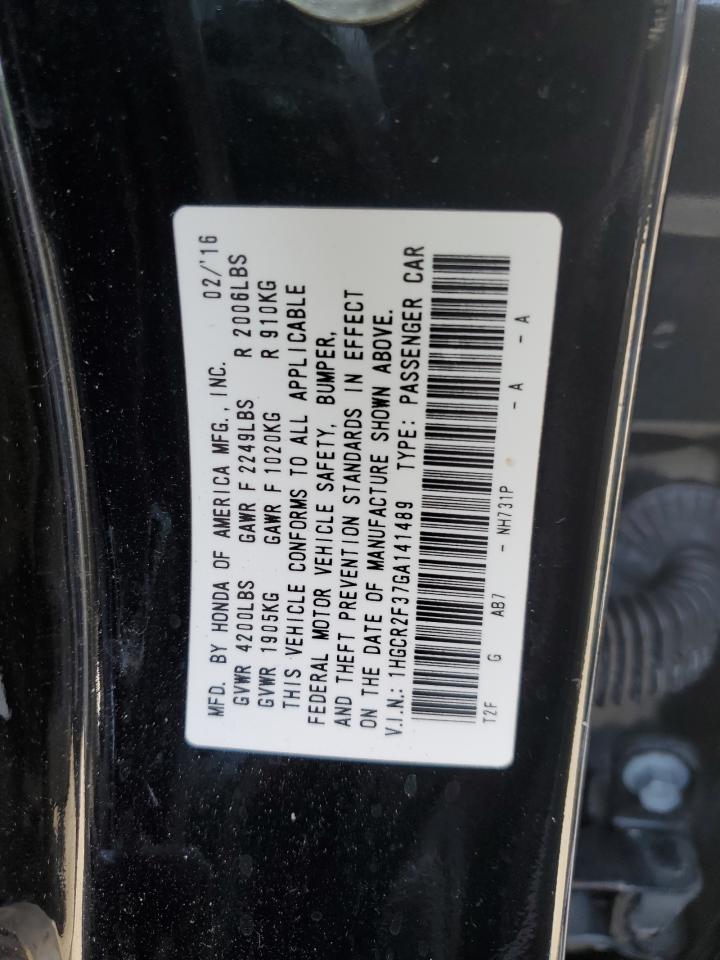 MFD. BY HONDA OF AMERICA MFG., INC. 02/'16
GVWR 4200LBS GAWR F 2249LBS R 2006LBS
GVWR 1905KG GAWR F 1020KG R 910KG
THIS VEHICLE CONFORMS TO ALL APPLICABLE
FEDERAL MOTOR VEHICLE SAFETY, BUMPER,
AND THEFT PREVENTION STANDARDS IN EFFECT
ON THE DATE OF MANUFACTURE SHOWN ABOVE.
V.I.N.: 1HGCR2F37GA141489 TYPE: PASSENGER CAR
T2F G AB7 - NH731P - A - A